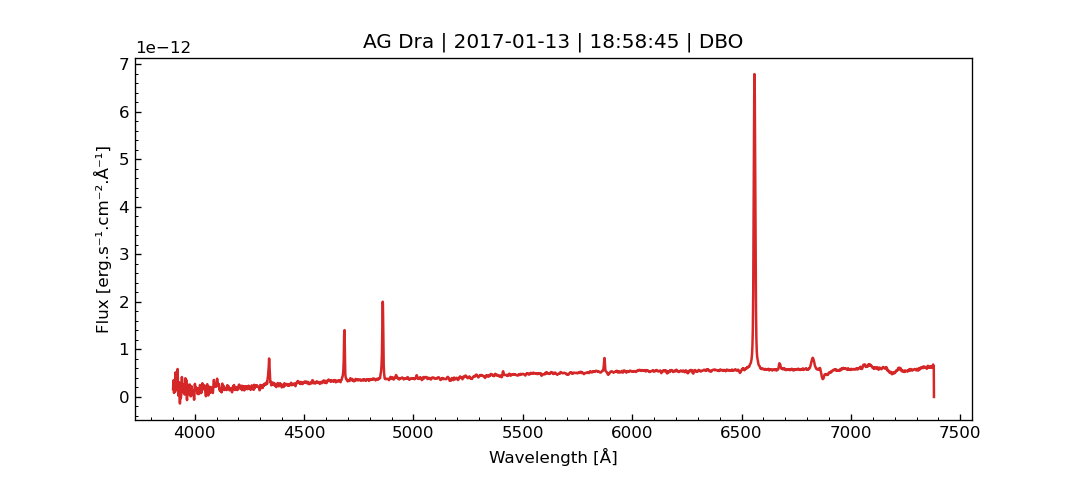 AG Dra | 2017-01-13 | 18:58:45 | DBO
1e−12
7
6
5
4
3
2
1
0
Flux [erg.s⁻¹.cm⁻².Å⁻¹]
4000 4500 5000 5500 6000 6500 7000 7500
Wavelength [Å]